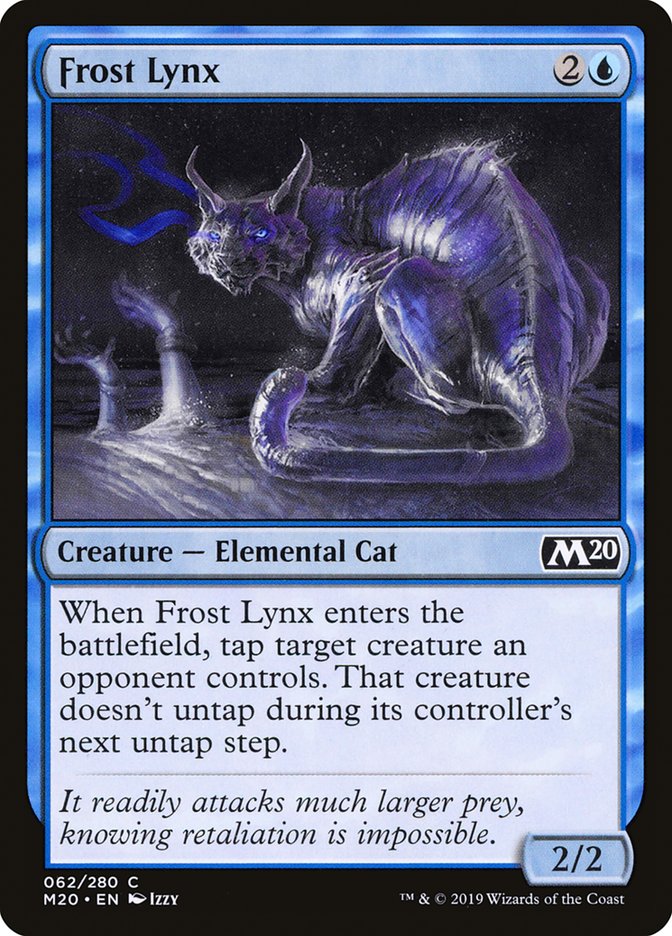 Frost Lynx 2
Creature — Elemental Cat M20
When Frost Lynx enters the
battlefield, tap target creature an
opponent controls. That creature
doesn't untap during its controller's
next untap step.
It readily attacks much larger prey,
knowing retaliation is impossible.
2/2
062/280 C
M20 • EN Izzy
™ & © 2019 Wizards of the Coast